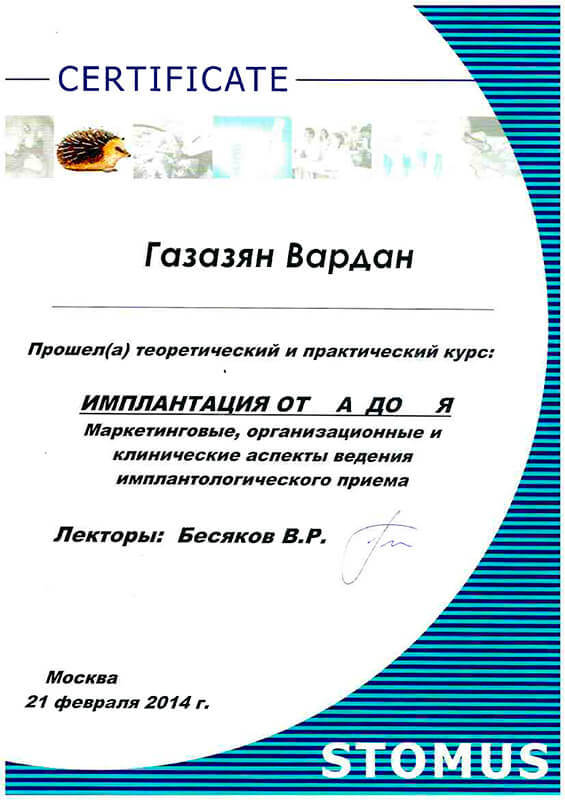 CERTIFICATE
Газазян Вардан
Прошел(а) теоретический и практический курс:
ИМПЛАНТАЦИЯ ОТ А ДО Я
Маркетинговые, организационные и
клинические аспекты ведения
имплантологического приема
Лекторы: Бесяков В.Р.
Москва
21 февраля 2014 г.
STOMUS